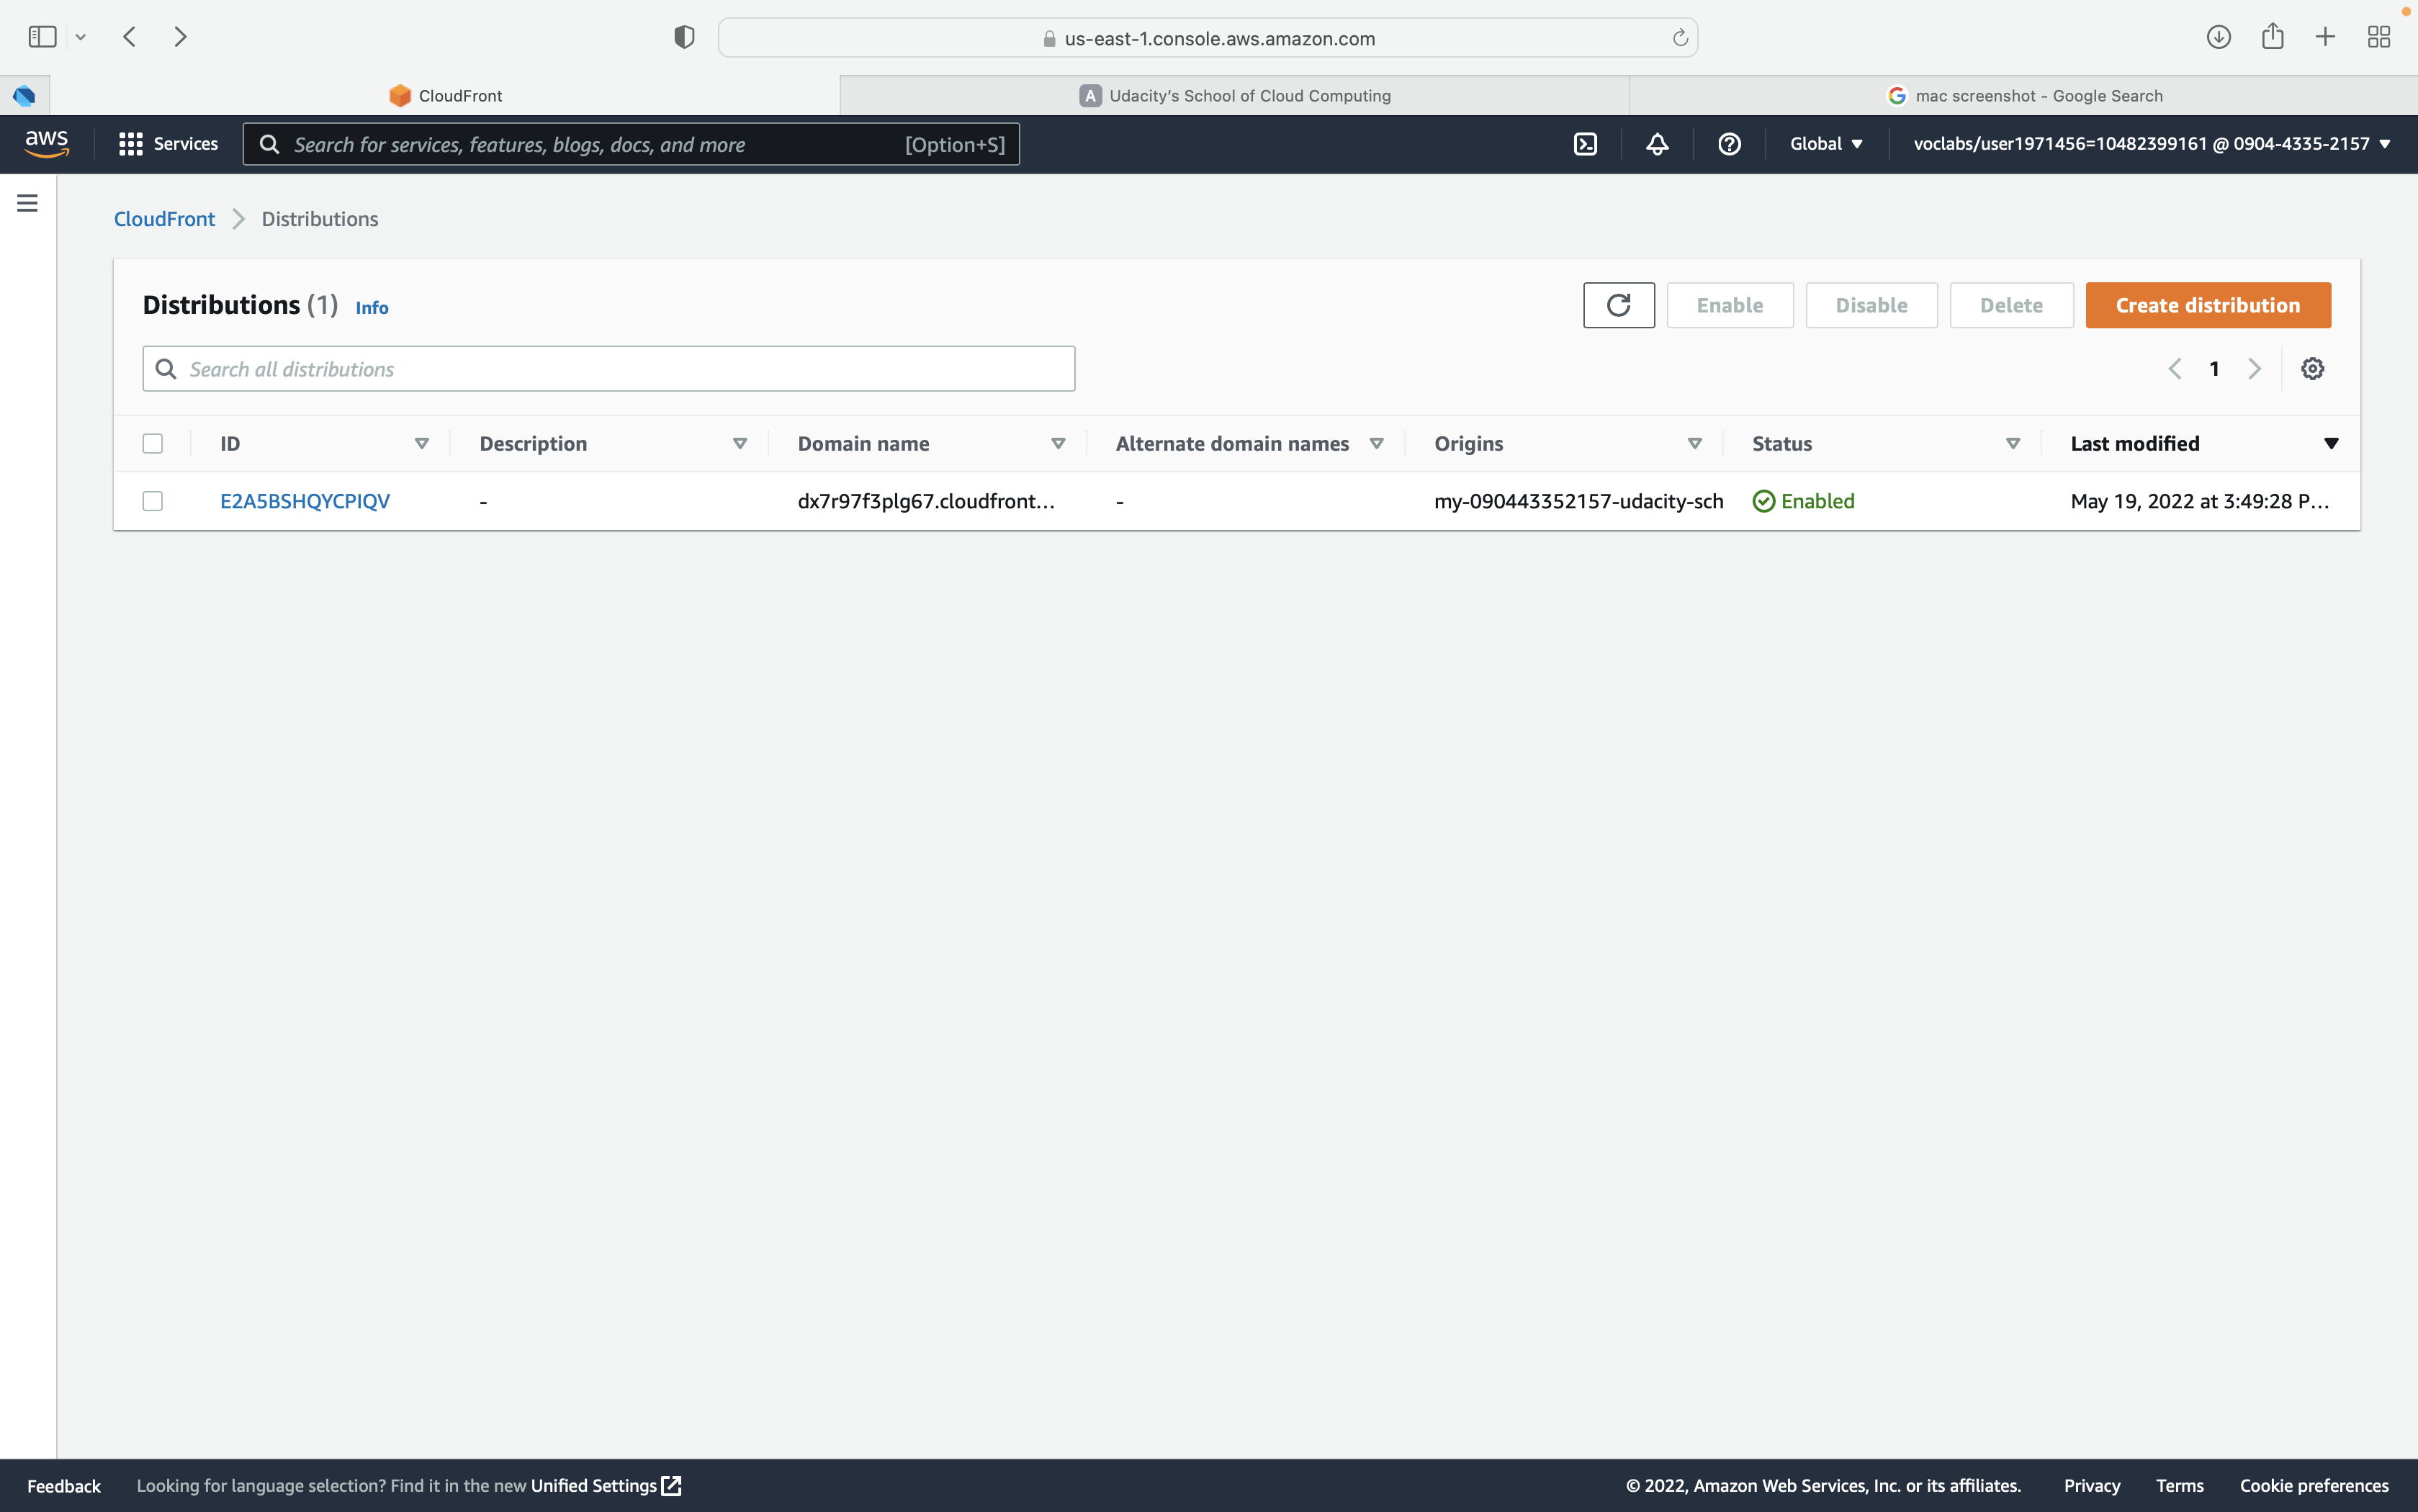 us-east-1.console.aws.amazon.com
CloudFront
A Udacity’s School of Cloud Computing
mac screenshot - Google Search
aws Services Search for services, features, blogs, docs, and more [Option+S] Global voclabs/user1971456=10482399161 @ 0904-4335-2157
CloudFront Distributions
Distributions (1) Info Enable Disable Delete Create distribution
Search all distributions 1
ID Description Domain name Alternate domain names Origins Status Last modified
E2A5BSHQYCPIQV - dx7r97f3plg67.cloudfront... - my-090443352157-udacity-sch Enabled May 19, 2022 at 3:49:28 P...
Feedback Looking for language selection? Find it in the new Unified Settings © 2022, Amazon Web Services, Inc. or its affiliates. Privacy Terms Cookie preferences